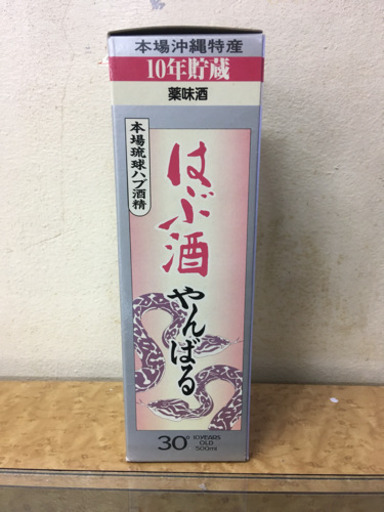 本場沖縄特産
10年貯蔵
薬味酒
本場琉球ハブ酒精
はぶ酒
やんばる
30° 10YEARS
OLD
500ml